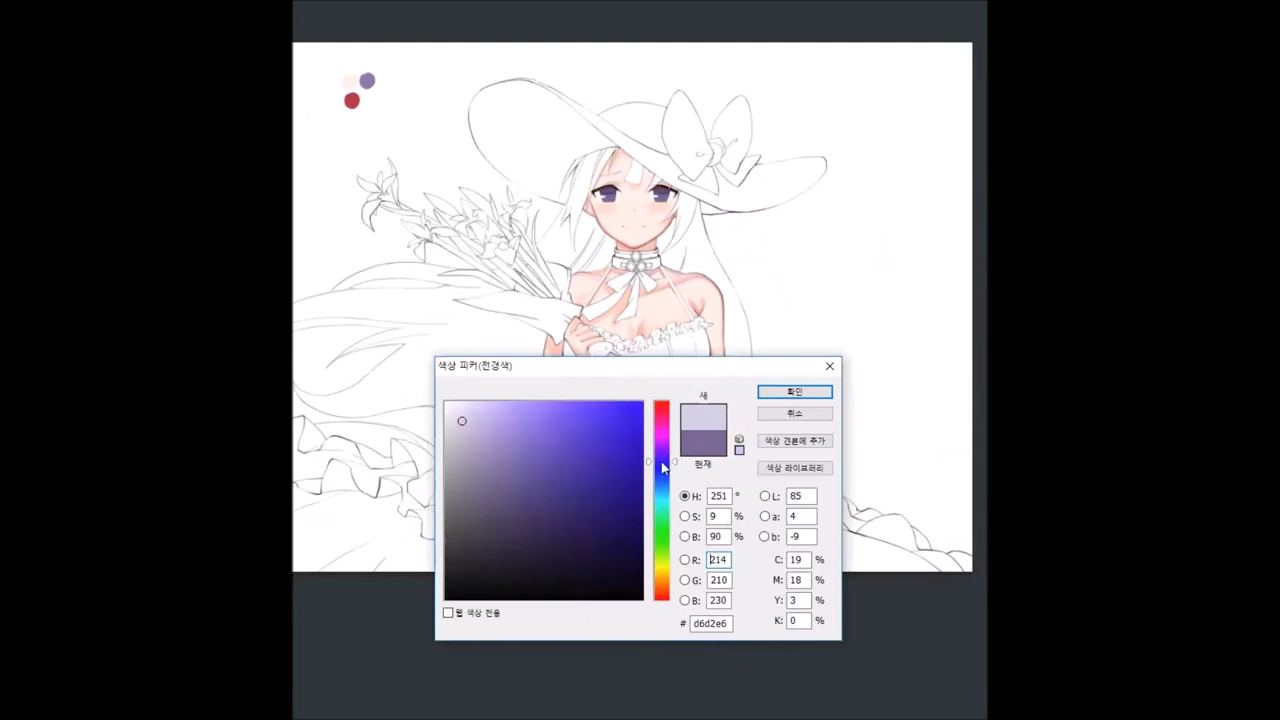 색상 피커(전경색)
새
현재
확인
취소
색상 견본에 추가
색상 라이브러리
H: 251 °
S: 9 %
B: 90 %
R: 214
G: 210
B: 230
# d6d2e6
L: 85
a: 4
b: -9
C: 19 %
M: 18 %
Y: 3 %
K: 0 %
웹 색상 전용